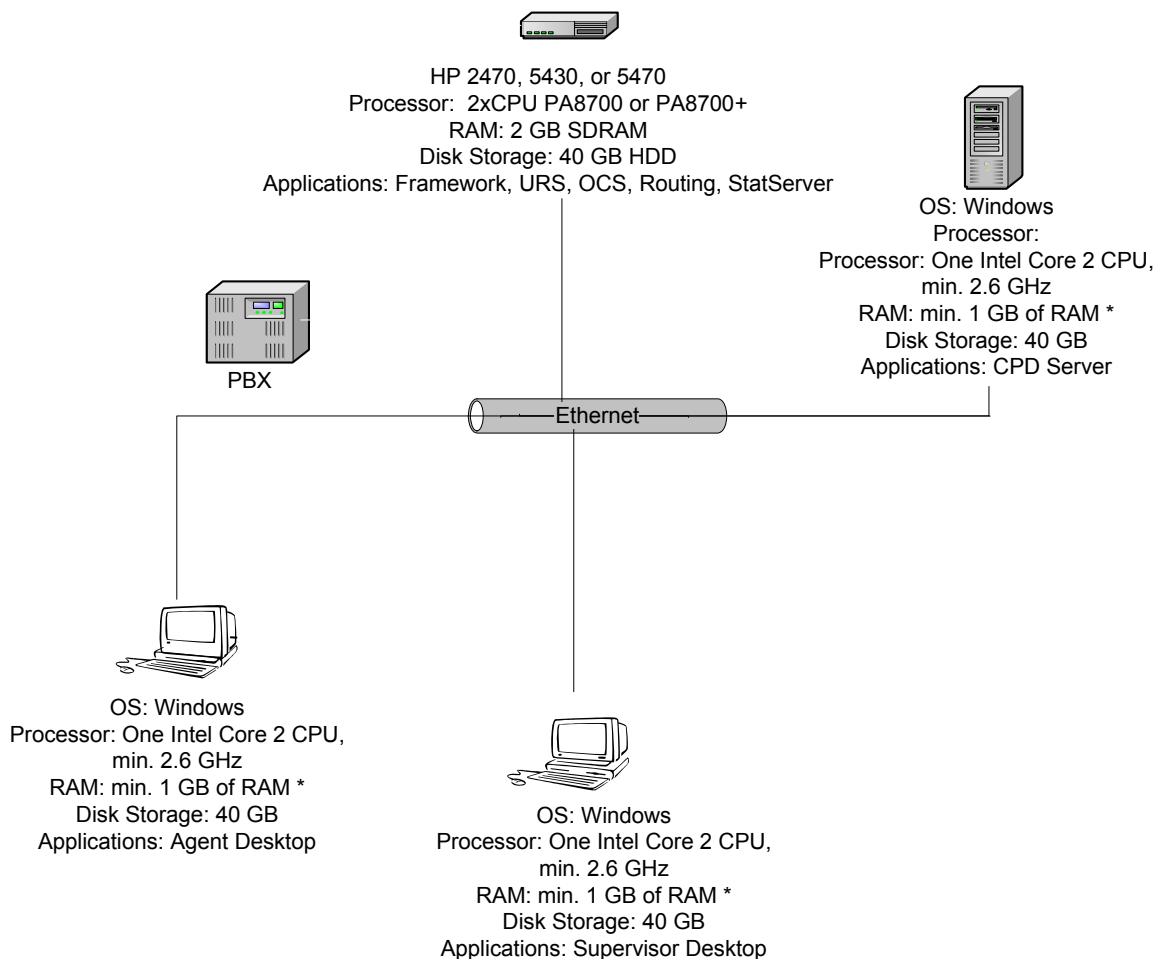 HP 2470, 5430, or 5470
Processor:  2xCPU PA8700 or PA8700+
RAM: 2 GB SDRAM
Disk Storage: 40 GB HDD
Applications: Framework, URS, OCS, Routing, StatServer
OS: Windows
Processor:
Processor: One Intel Core 2 CPU,
min. 2.6 GHz
RAM: min. 1 GB of RAM *
Disk Storage: 40 GB
Applications: CPD Server
PBX
Ethernet
OS: Windows
Processor: One Intel Core 2 CPU,
min. 2.6 GHz
RAM: min. 1 GB of RAM *
Disk Storage: 40 GB
Applications: Agent Desktop
OS: Windows
Processor: One Intel Core 2 CPU,
min. 2.6 GHz
RAM: min. 1 GB of RAM *
Disk Storage: 40 GB
Applications: Supervisor Desktop